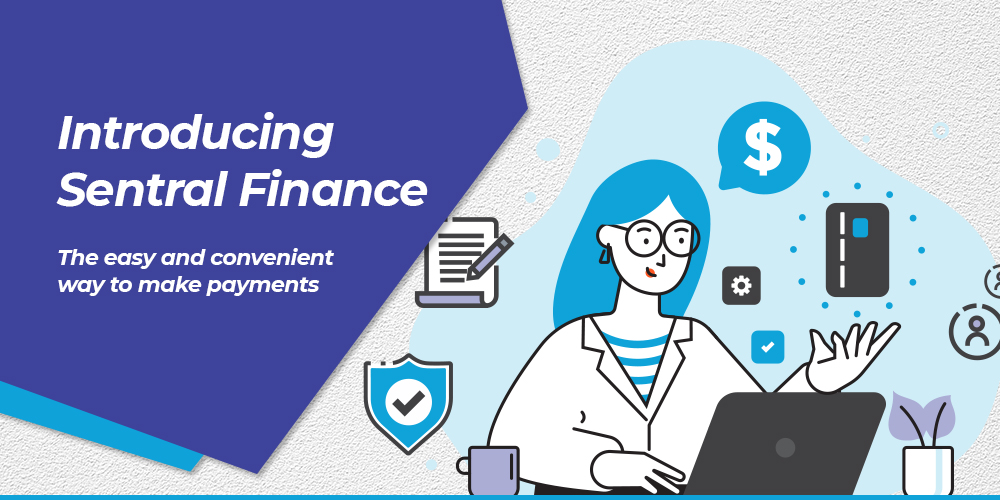 Introducing
Sentral Finance
The easy and convenient
way to make payments
$